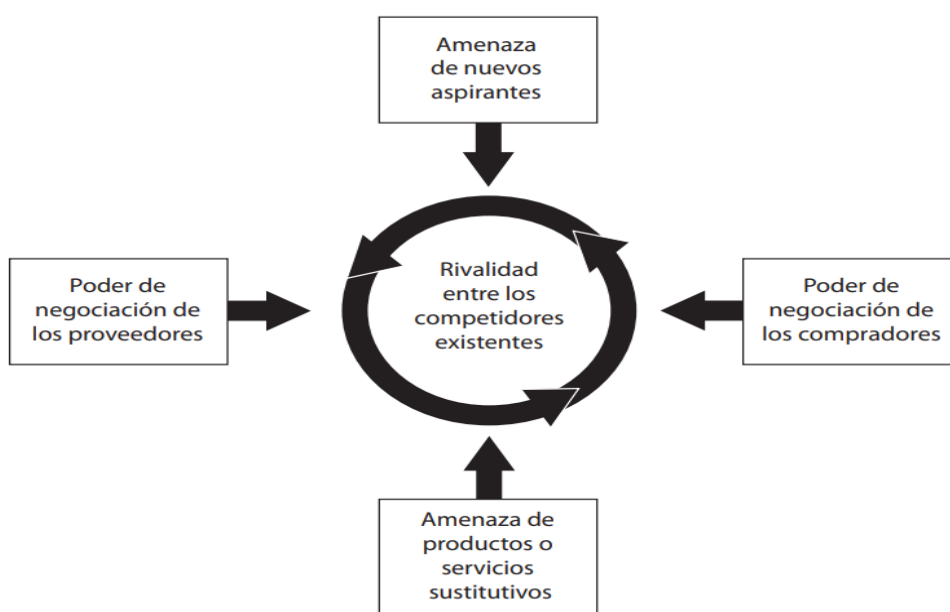 Amenaza
de nuevos
aspirantes
Poder de
negociación de
los proveedores
Rivalidad
entre los
competidores
existentes
Poder de
negociación de
los compradores
Amenaza de
productos o
servicios
sustitutivos